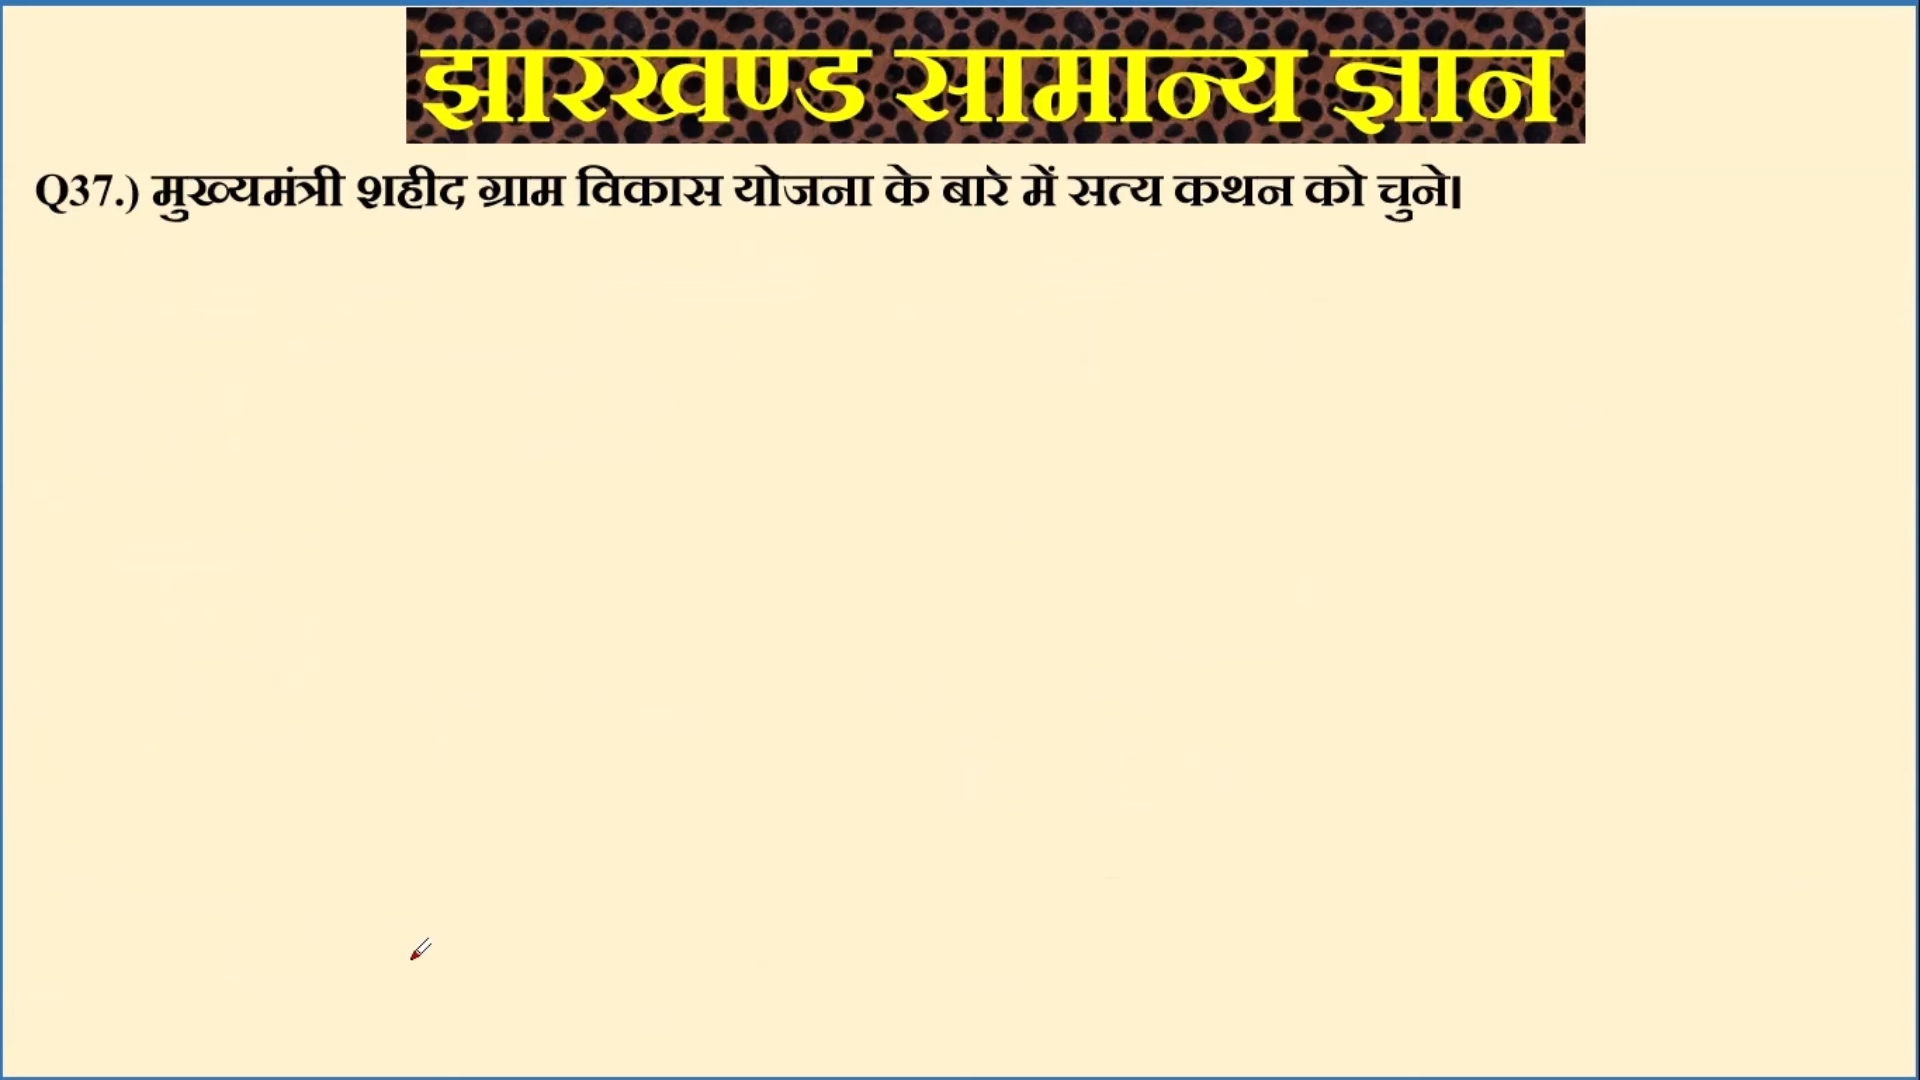 झारखण्ड सामान्य ज्ञान
Q37.) मुख्यमंत्री शहीद ग्राम विकास योजना के बारे में सत्य कथन को चुने।